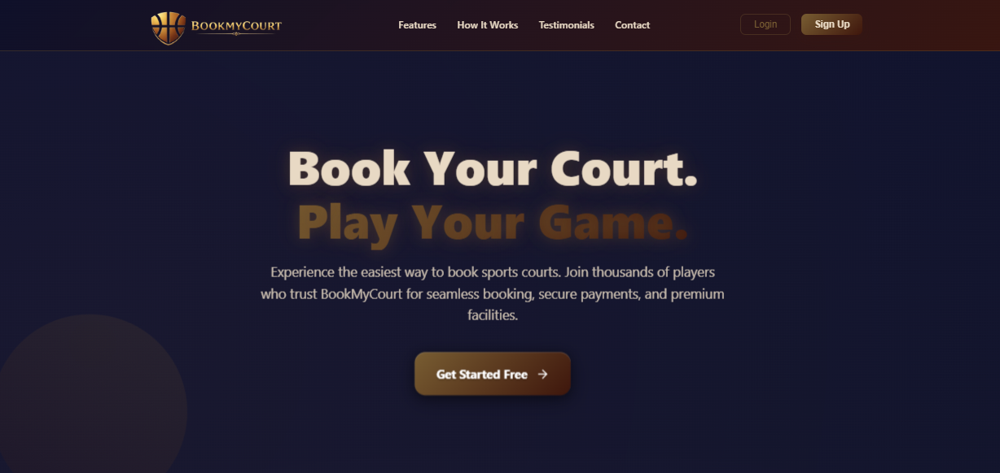 BOOKMYCOURT
Features
How It Works
Testimonials
Contact
Login
Sign Up
Book Your Court.
Play Your Game.
Experience the easiest way to book sports courts. Join thousands of players
who trust BookMyCourt for seamless booking, secure payments, and premium
facilities.
Get Started Free →